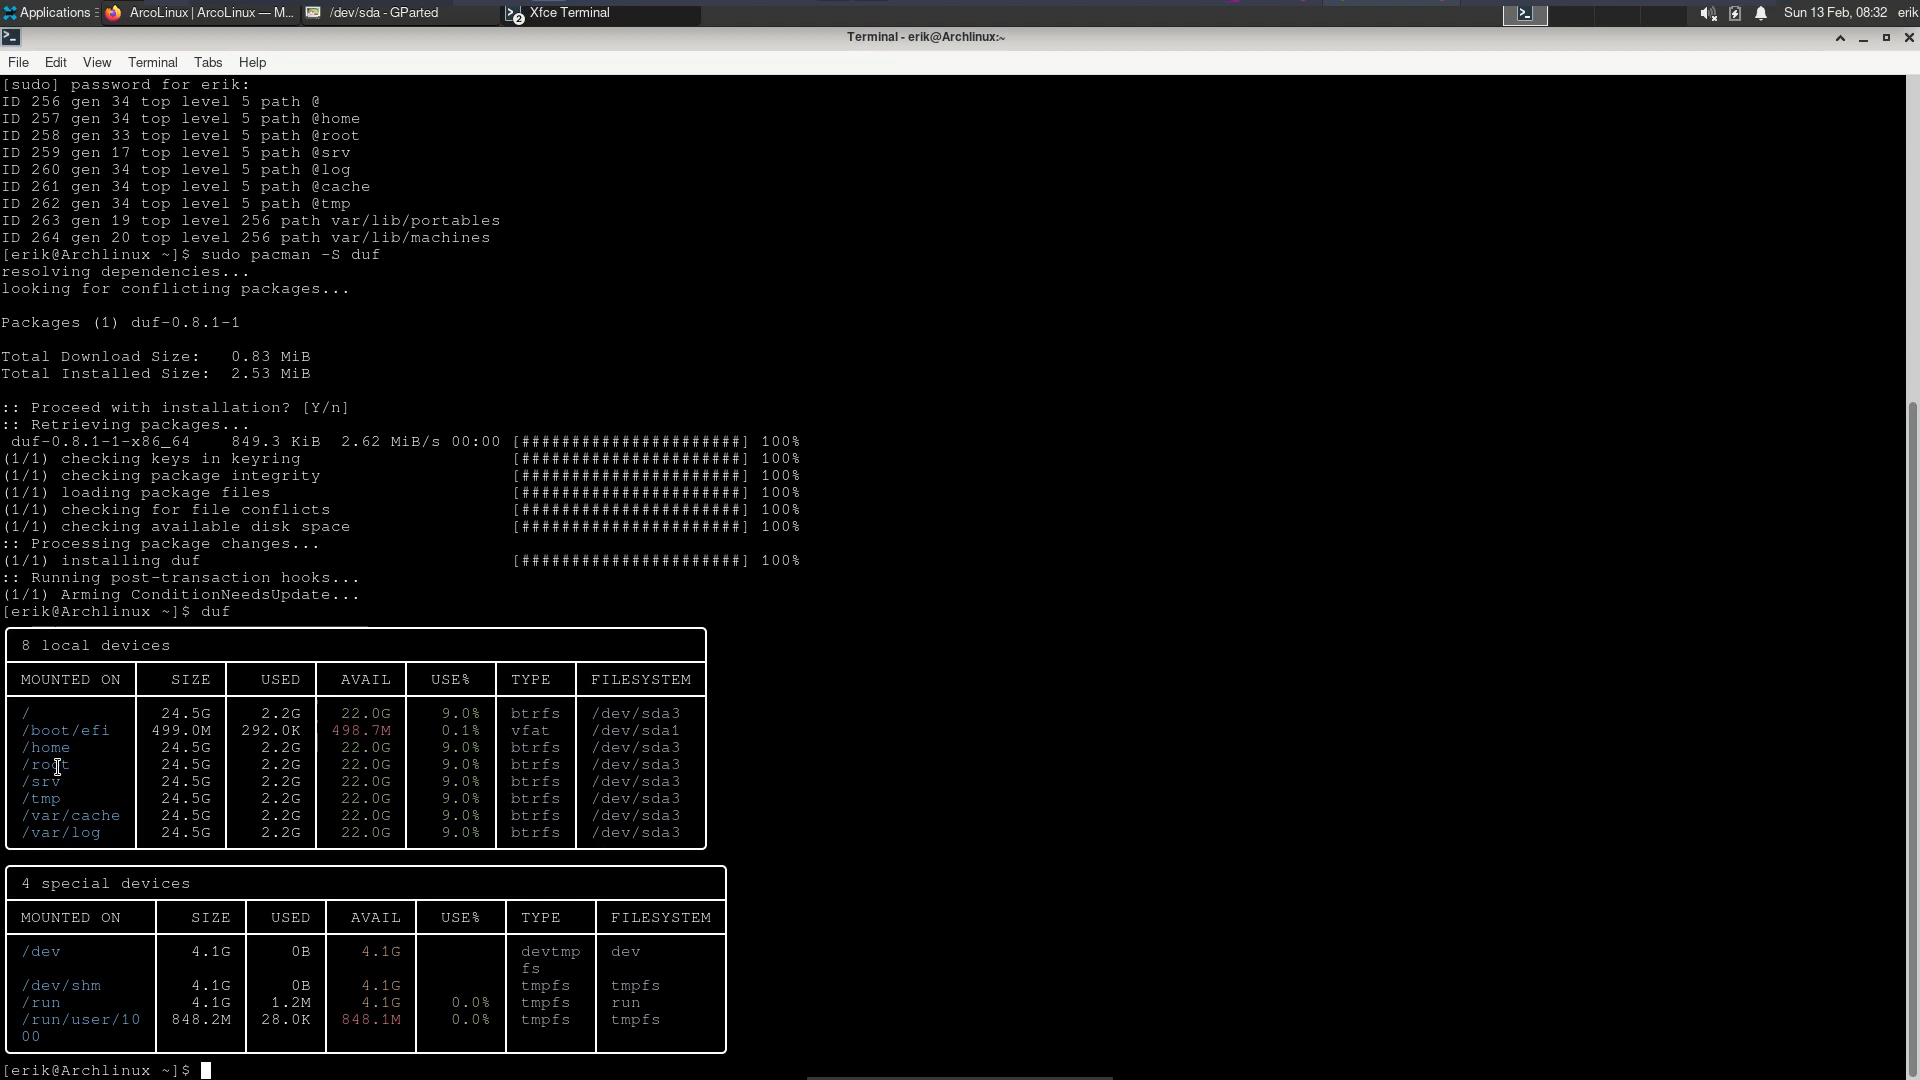 Applications ArcoLinux | ArcoLinux — M... /dev/sda - GParted 2 Xfce Terminal Sun 13 Feb, 08:32 erik
Terminal - erik@Archlinux:~
File Edit View Terminal Tabs Help
[sudo] password for erik:
ID 256 gen 34 top level 5 path @
ID 257 gen 34 top level 5 path @home
ID 258 gen 33 top level 5 path @root
ID 259 gen 17 top level 5 path @srv
ID 260 gen 34 top level 5 path @log
ID 261 gen 34 top level 5 path @cache
ID 262 gen 34 top level 5 path @tmp
ID 263 gen 19 top level 256 path var/lib/portables
ID 264 gen 20 top level 256 path var/lib/machines
[erik@Archlinux ~]$ sudo pacman -S duf
resolving dependencies...
looking for conflicting packages...
Packages (1) duf-0.8.1-1
Total Download Size:   0.83 MiB
Total Installed Size:  2.53 MiB
:: Proceed with installation? [Y/n]
:: Retrieving packages...
duf-0.8.1-1-x86_64    849.3 KiB  2.62 MiB/s 00:00 [######################] 100%
(1/1) checking keys in keyring [######################] 100%
(1/1) checking package integrity [######################] 100%
(1/1) loading package files [######################] 100%
(1/1) checking for file conflicts [######################] 100%
(1/1) checking available disk space [######################] 100%
:: Processing package changes...
(1/1) installing duf [######################] 100%
:: Running post-transaction hooks...
(1/1) Arming ConditionNeedsUpdate...
[erik@Archlinux ~]$ duf
8 local devices
MOUNTED ON SIZE USED AVAIL USE% TYPE FILESYSTEM
/ 24.5G 2.2G 22.0G 9.0% btrfs /dev/sda3
/boot/efi 499.0M 292.0K 498.7M 0.1% vfat /dev/sda1
/home 24.5G 2.2G 22.0G 9.0% btrfs /dev/sda3
/root 24.5G 2.2G 22.0G 9.0% btrfs /dev/sda3
/srv 24.5G 2.2G 22.0G 9.0% btrfs /dev/sda3
/tmp 24.5G 2.2G 22.0G 9.0% btrfs /dev/sda3
/var/cache 24.5G 2.2G 22.0G 9.0% btrfs /dev/sda3
/var/log 24.5G 2.2G 22.0G 9.0% btrfs /dev/sda3
4 special devices
MOUNTED ON SIZE USED AVAIL USE% TYPE FILESYSTEM
/dev 4.1G 0B 4.1G devtmp dev
fs
/dev/shm 4.1G 0B 4.1G tmpfs tmpfs
/run 4.1G 1.2M 4.1G 0.0% tmpfs run
/run/user/10 848.2M 28.0K 848.1M 0.0% tmpfs tmpfs
00
[erik@Archlinux ~]$